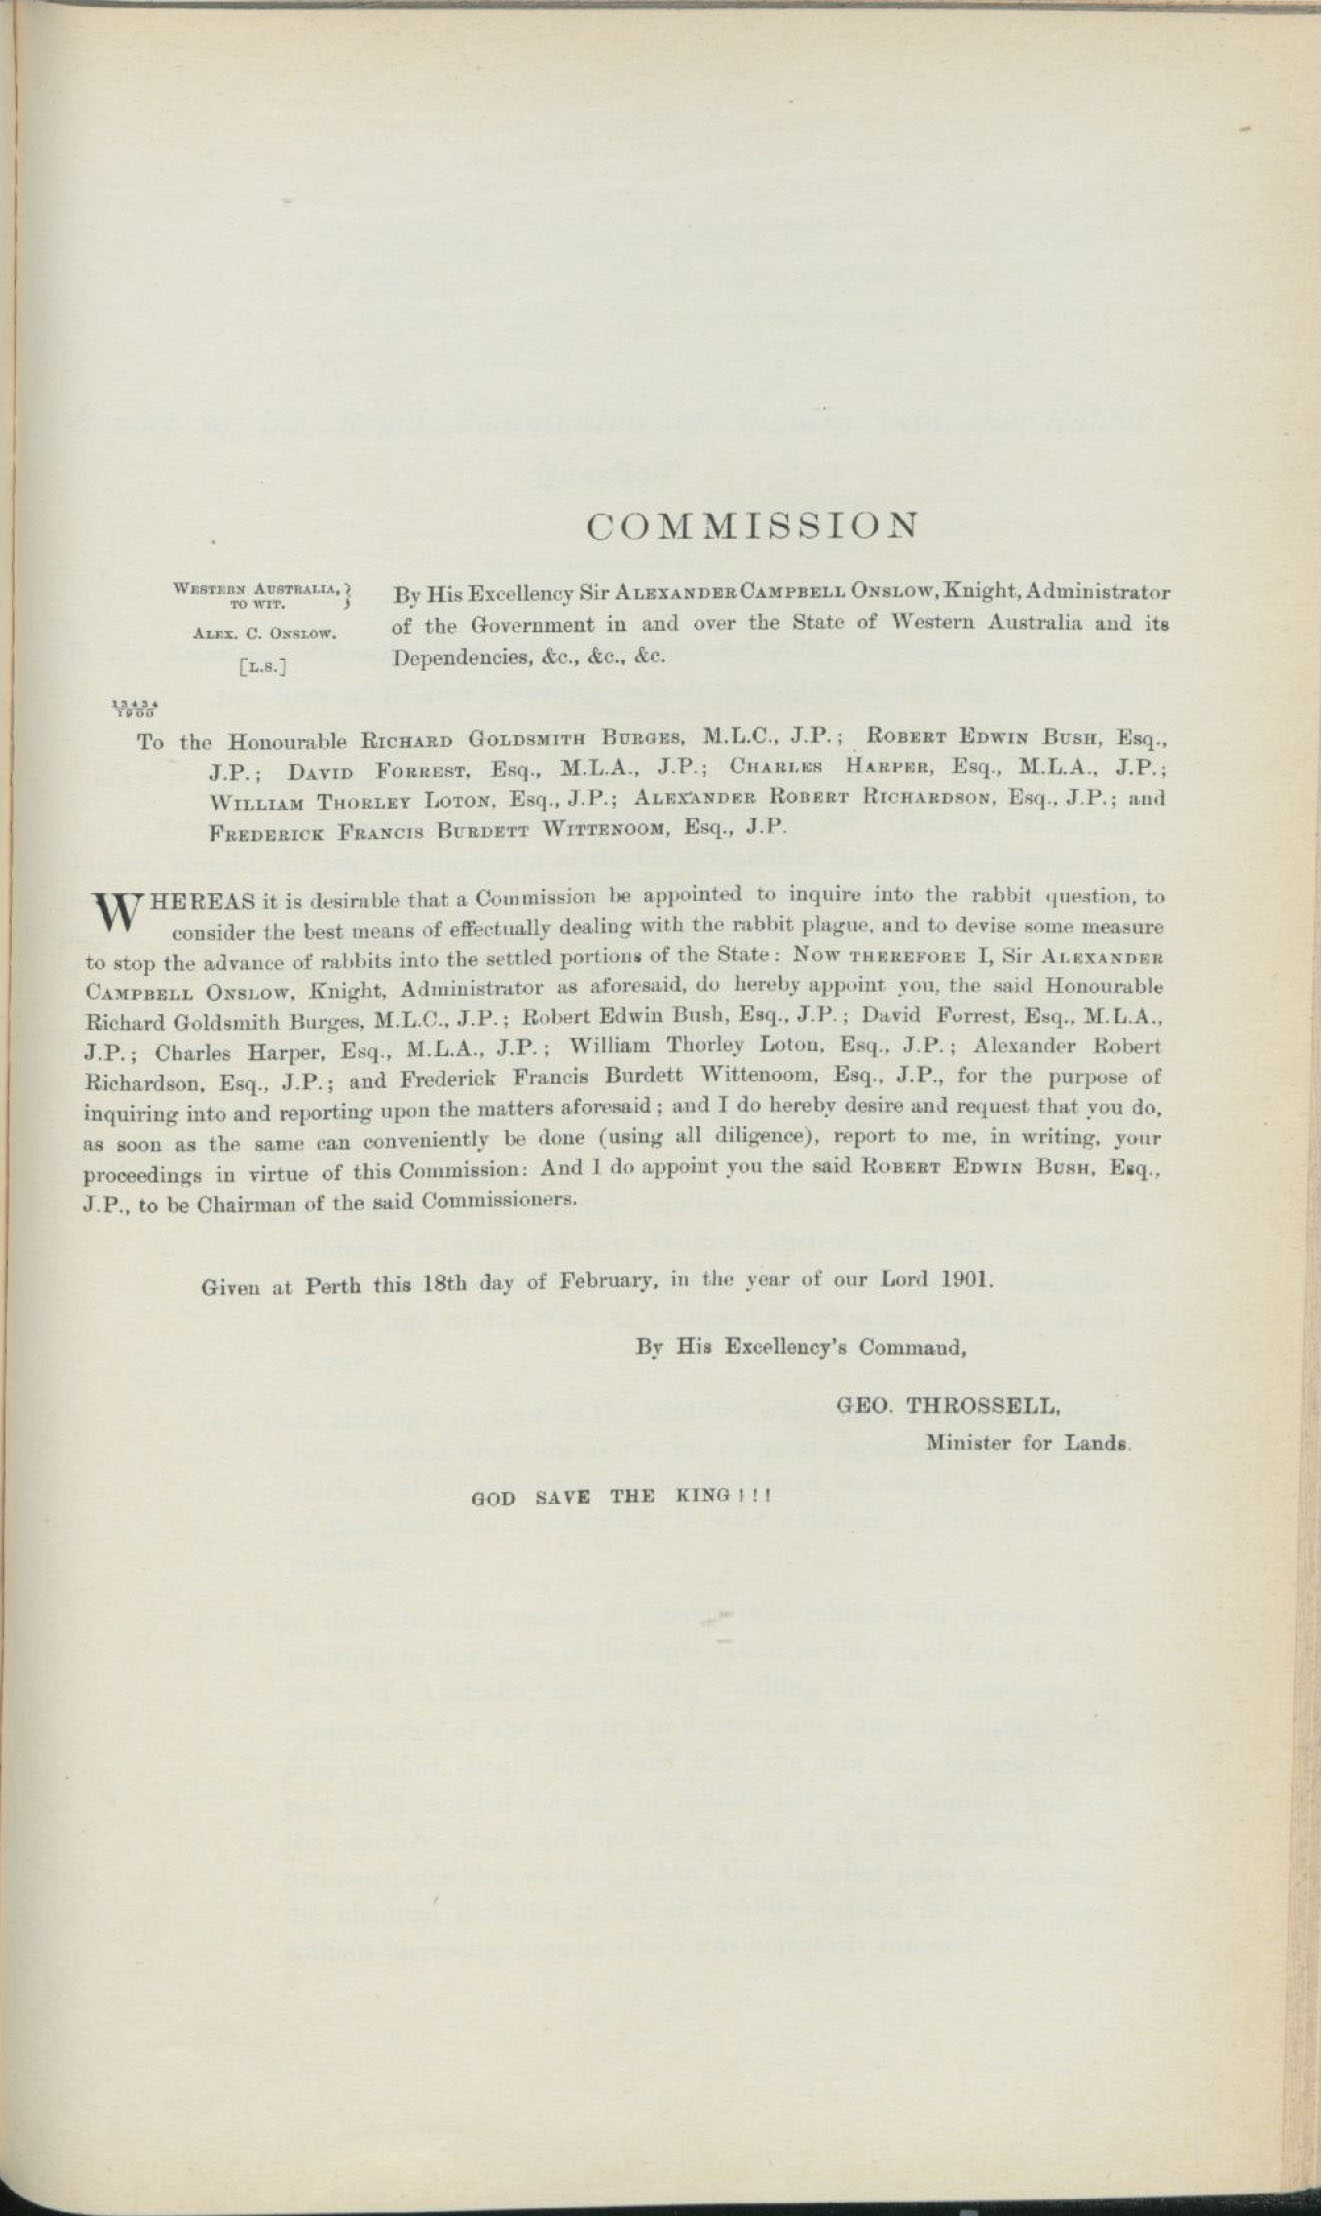 COMMISSION
WESTERN AUSTRALIA, }
TO WIT.
ALEX. C. ONSLOW.
[L.S.]
By His Excellency Sir ALEXANDER CAMPBELL ONSLOW, Knight, Administrator
of the Government in and over the State of Western Australia and its
Dependencies, &c., &c., &c.
13434
1900
To the Honourable RICHARD GOLDSMITH BURGES, M.L.C., J.P.; ROBERT EDWIN BUSH, Esq.,
J.P.; DAVID FORREST, Esq., M.L.A., J.P.; CHARLES HARPER, Esq., M.L.A., J.P.;
WILLIAM THORLEY LOTON, Esq., J.P.; ALEXANDER ROBERT RICHARDSON, Esq., J.P.; and
FREDERICK FRANCIS BURDETT WITTENOOM, Esq., J.P.
WHEREAS it is desirable that a Commission be appointed to inquire into the rabbit question, to
consider the best means of effectually dealing with the rabbit plague, and to devise some measure
to stop the advance of rabbits into the settled portions of the State: NOW THEREFORE I, Sir ALEXANDER
CAMPBELL ONSLOW, Knight, Administrator as aforesaid, do hereby appoint you, the said Honourable
Richard Goldsmith Burges, M.L.C., J.P.; Robert Edwin Bush, Esq., J.P.; David Forrest, Esq., M.L.A.,
J.P.; Charles Harper, Esq., M.L.A., J.P.; William Thorley Loton, Esq., J.P.; Alexander Robert
Richardson, Esq., J.P.; and Frederick Francis Burdett Wittenoom, Esq., J.P., for the purpose of
inquiring into and reporting upon the matters aforesaid; and I do hereby desire and request that you do,
as soon as the same can conveniently be done (using all diligence), report to me, in writing, your
proceedings in virtue of this Commission: And I do appoint you the said ROBERT EDWIN BUSH, Esq.,
J.P., to be Chairman of the said Commissioners.
Given at Perth this 18th day of February, in the year of our Lord 1901.
By His Excellency's Command,
GEO. THROSSELL,
Minister for Lands.
GOD SAVE THE KING!!!